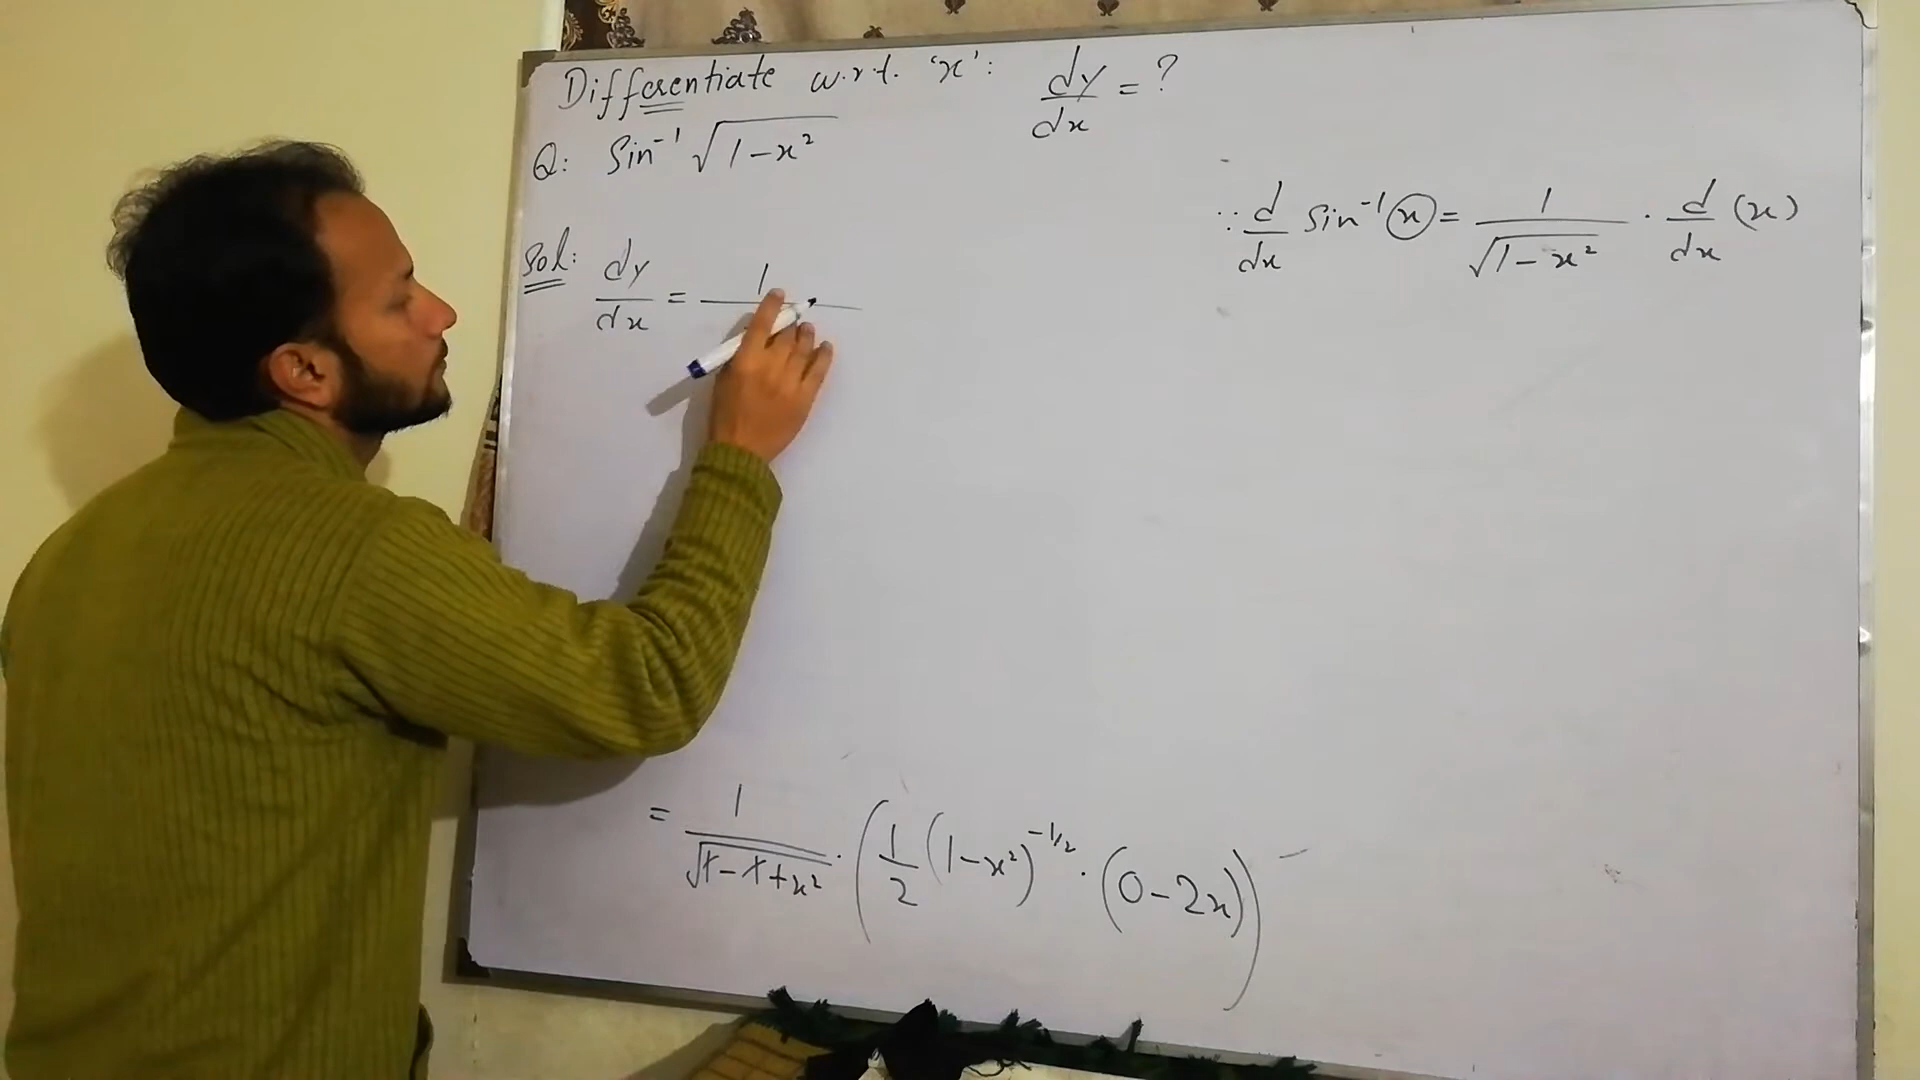 Differentiate w.r.t. 'x': dy/dx = ?
Q: Sin⁻¹ √(1-x²)
∵ d/dx Sin⁻¹(x) = 1/√(1-x²) · d/dx (x)
Sol: dy/dx = 1/
= 1/√(1-1+x²) · (1/2 (1-x²)^(-1/2) · (0-2x))